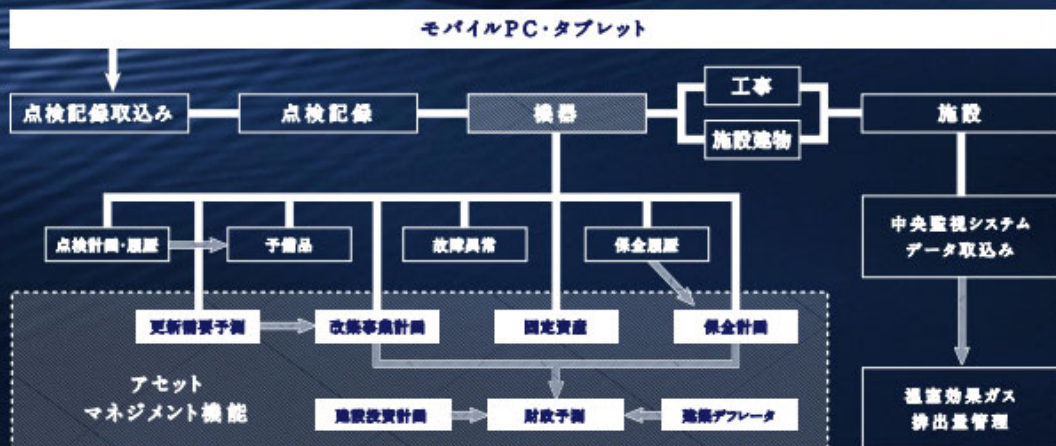 モバイルPC・タブレット
工事
点検記録取込み
点検記録
機器
施設
施設建物
中央監視システム
データ取込み
点検計画・履歴
予備品
故障異常
保全履歴
更新需要予測
改築事業計画
固定資産
保全計画
アセット
マネジメント機能
建設投資計画
財政予測
建築デフレータ
温室効果ガス
排出量管理